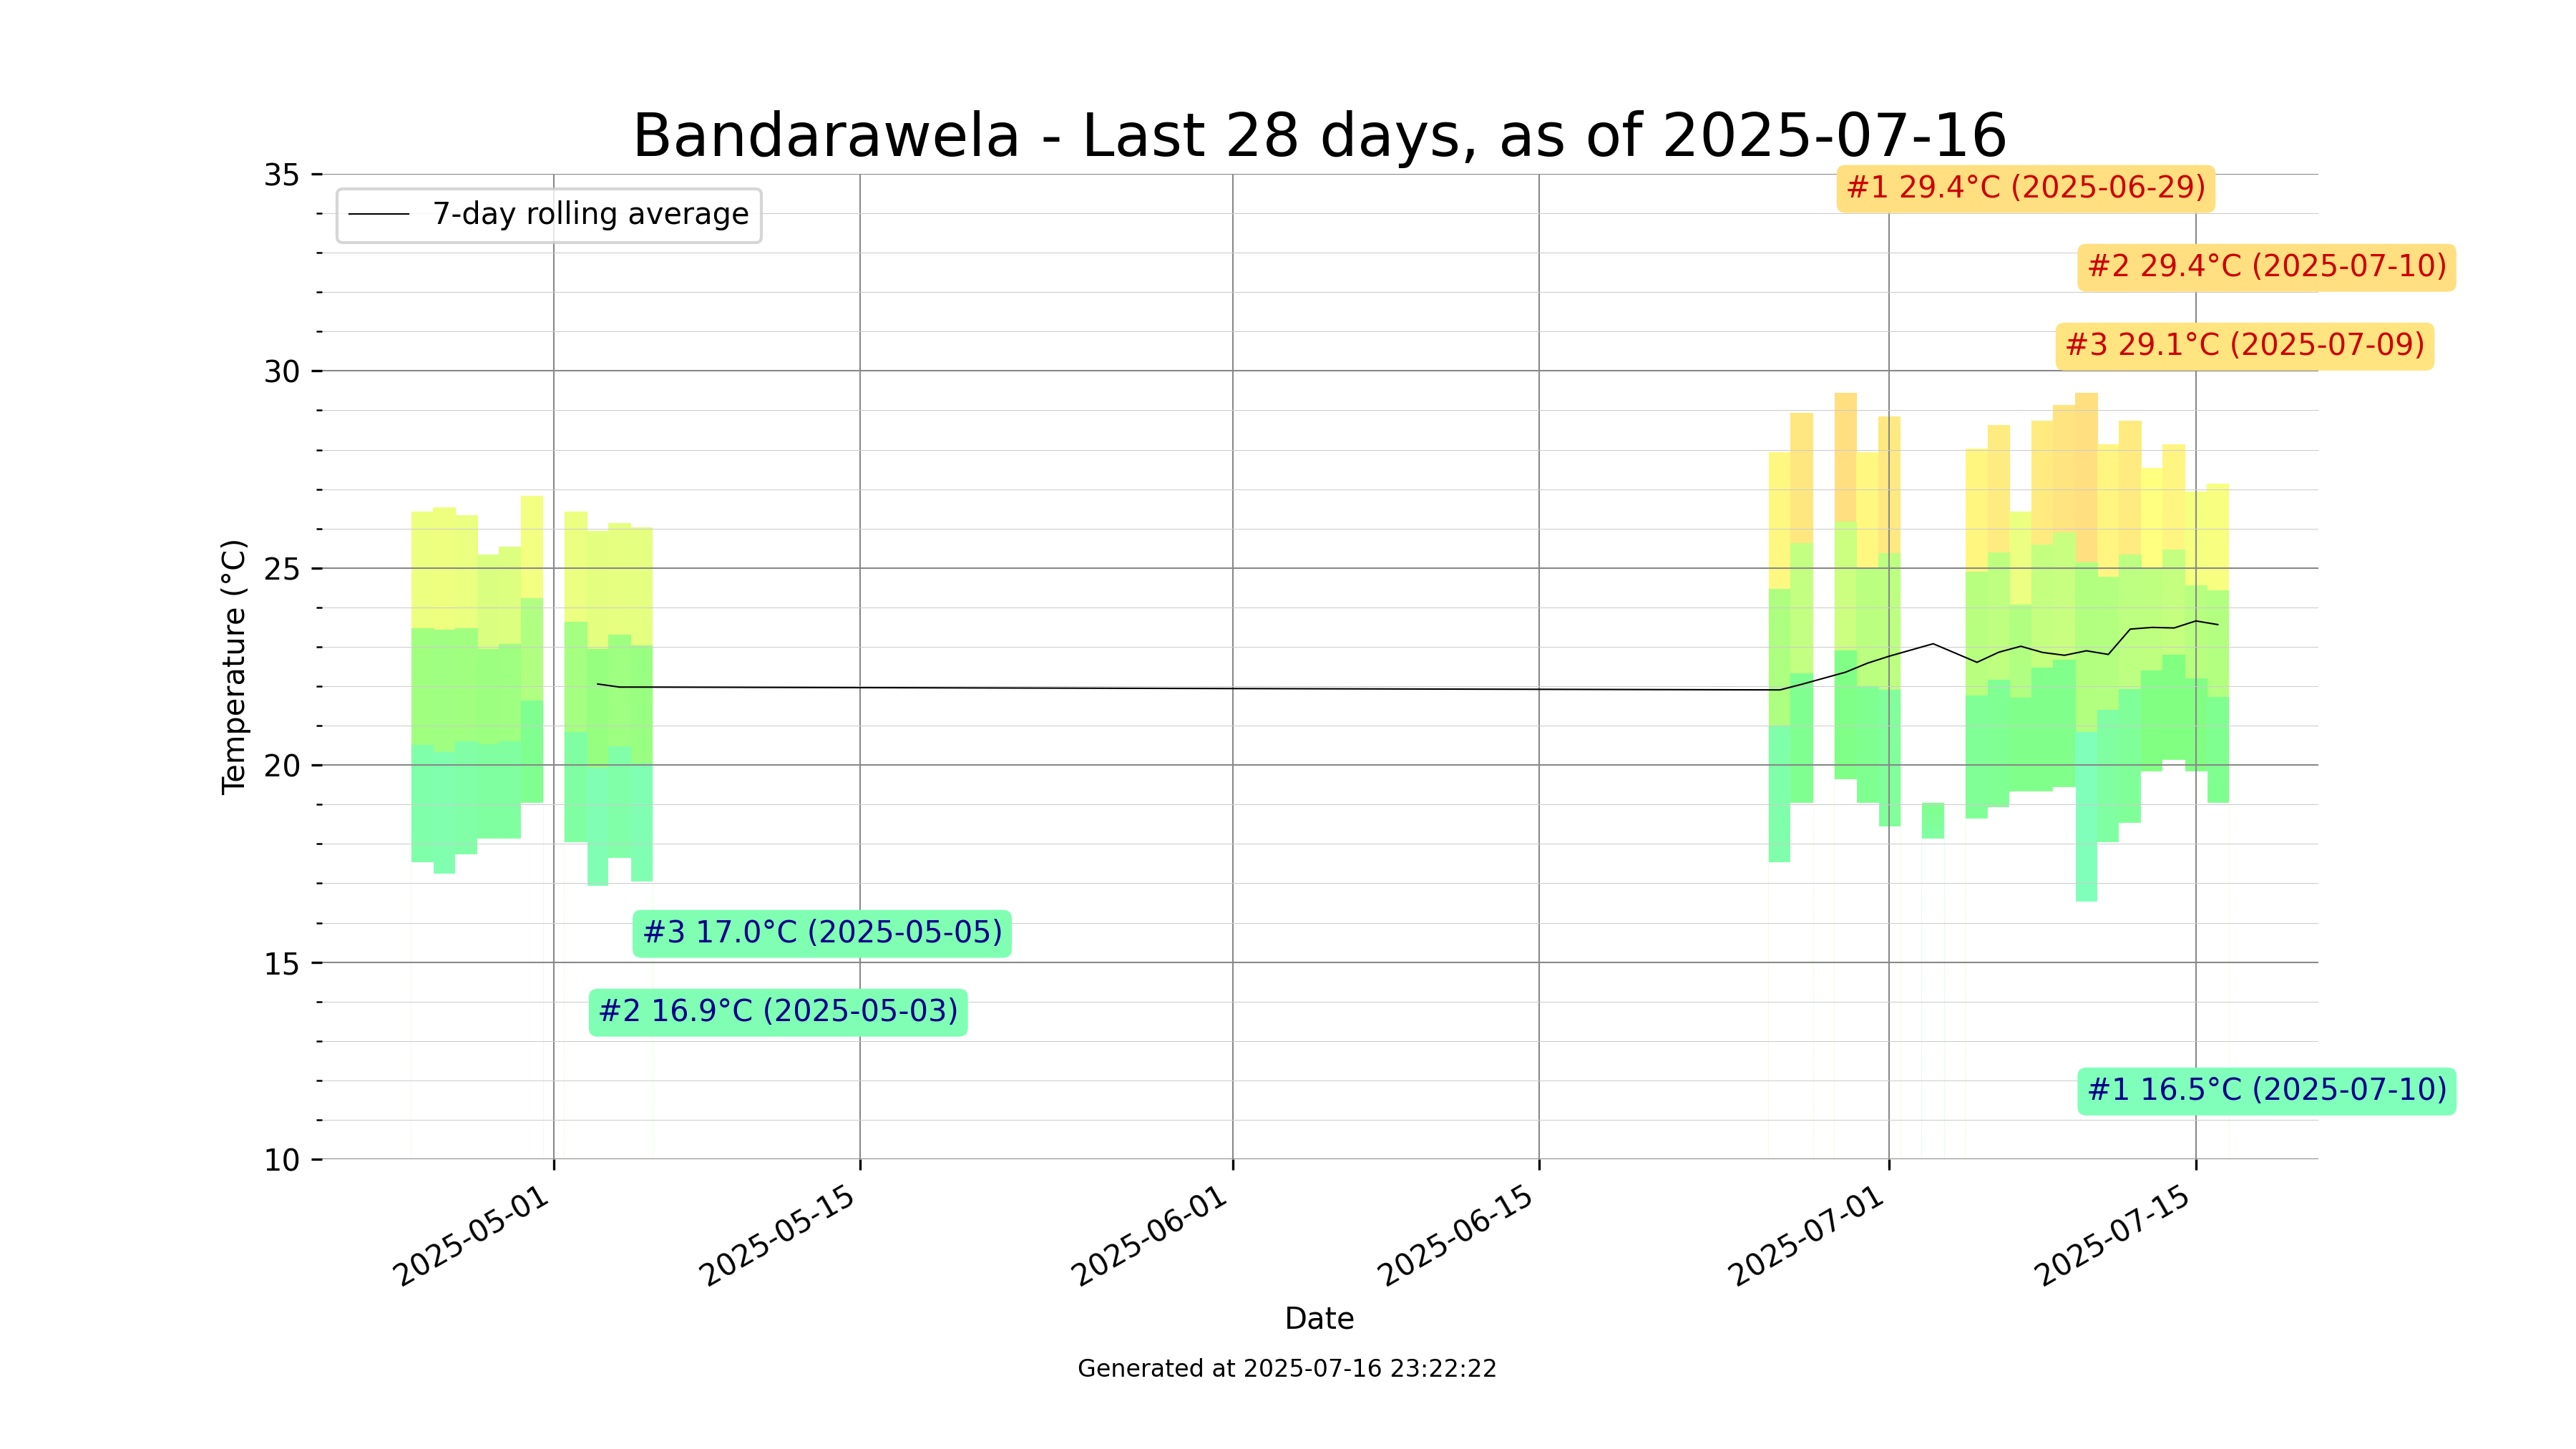 Bandarawela - Last 28 days, as of 2025-07-16
7-day rolling average
#1 29.4°C (2025-06-29)
#2 29.4°C (2025-07-10)
#3 29.1°C (2025-07-09)
35
30
25
20
15
10
Temperature (°C)
#3 17.0°C (2025-05-05)
#2 16.9°C (2025-05-03)
#1 16.5°C (2025-07-10)
2025-05-01
2025-05-15
2025-06-01
2025-06-15
2025-07-01
2025-07-15
Date
Generated at 2025-07-16 23:22:22